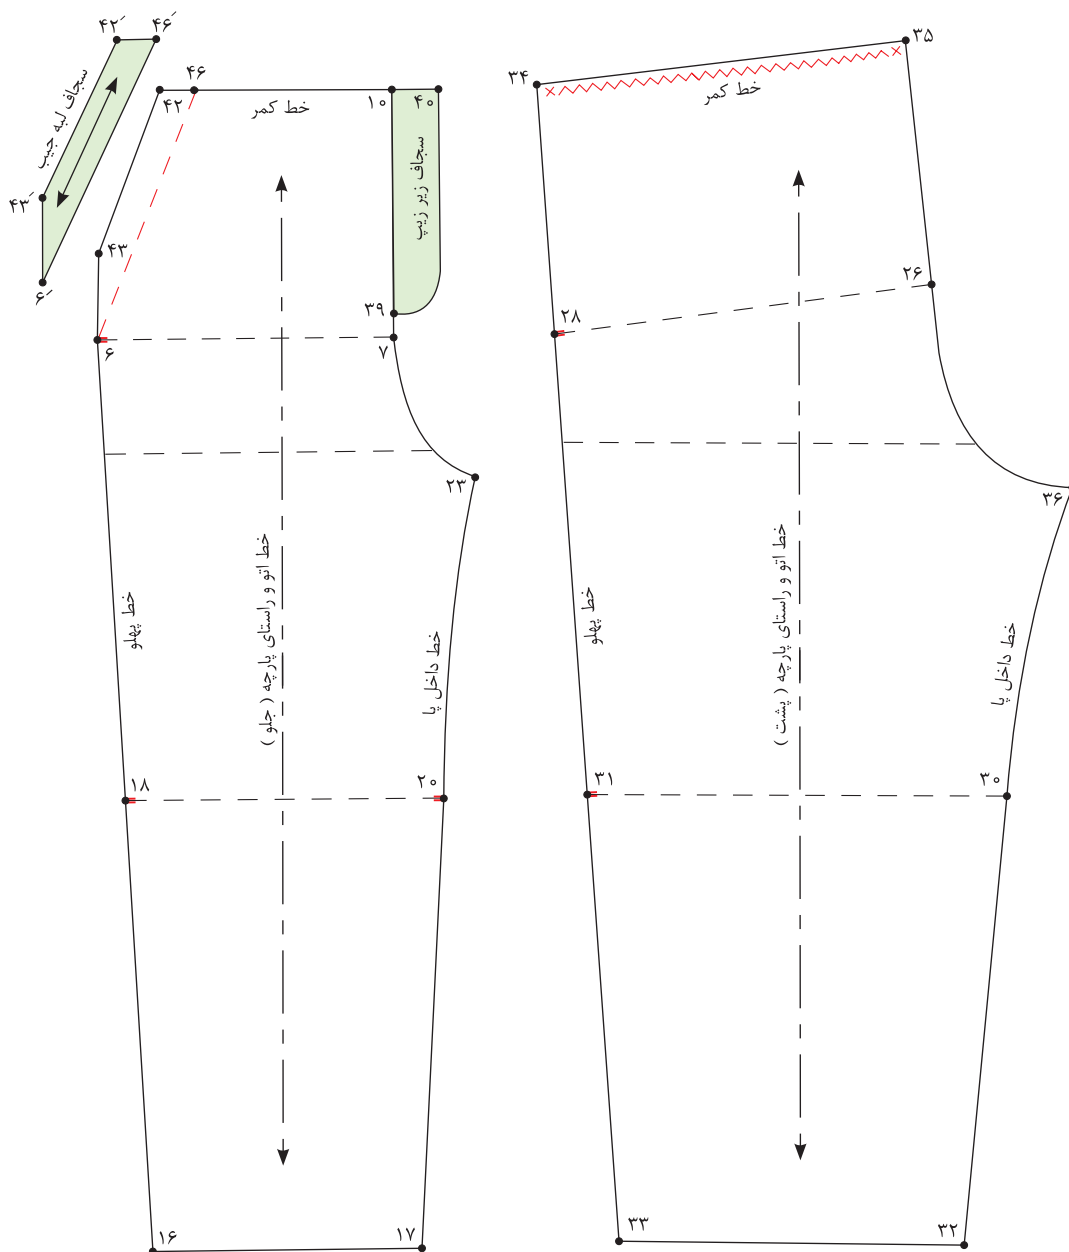 ۳۵
۴۲´
۴۶´
۳۴
۴۶
خط کمر
۴۲
خط کمر
۱۰
۴۰
سجاف لبه جیب
سجاف زیر زیپ
۴۳´
۴۳
۲۶
۶´
۳۹
۲۸
۶
۷
۲۳
۳۶
خط پهلو
خط اتو و راستای پارچه ( جلو )
خط داخل پا
خط پهلو
خط اتو و راستای پارچه ( پشت )
خط داخل پا
۱۸
۲۰
۳۱
۳۰
۱۶
۱۷
۳۳
۳۲